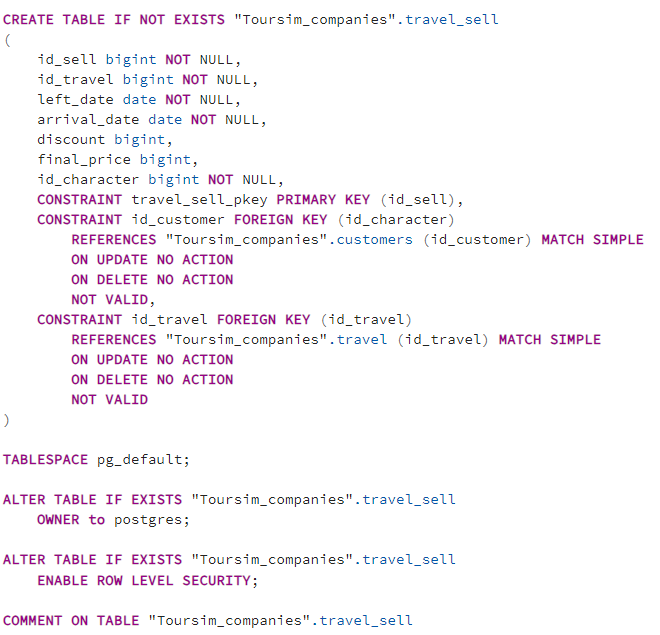 CREATE TABLE IF NOT EXISTS "Toursim_companies".travel_sell
(
    id_sell bigint NOT NULL,
    id_travel bigint NOT NULL,
    left_date date NOT NULL,
    arrival_date date NOT NULL,
    discount bigint,
    final_price bigint,
    id_character bigint NOT NULL,
    CONSTRAINT travel_sell_pkey PRIMARY KEY (id_sell),
    CONSTRAINT id_customer FOREIGN KEY (id_character)
        REFERENCES "Toursim_companies".customers (id_customer) MATCH SIMPLE
        ON UPDATE NO ACTION
        ON DELETE NO ACTION
        NOT VALID,
    CONSTRAINT id_travel FOREIGN KEY (id_travel)
        REFERENCES "Toursim_companies".travel (id_travel) MATCH SIMPLE
        ON UPDATE NO ACTION
        ON DELETE NO ACTION
        NOT VALID
)
TABLESPACE pg_default;
ALTER TABLE IF EXISTS "Toursim_companies".travel_sell
    OWNER to postgres;
ALTER TABLE IF EXISTS "Toursim_companies".travel_sell
    ENABLE ROW LEVEL SECURITY;
COMMENT ON TABLE "Toursim_companies".travel_sell